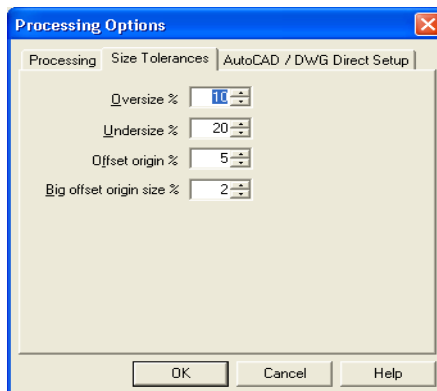 Processing Options
Processing Size Tolerances AutoCAD / DWG Direct Setup
Oversize % 10
Undersize % 20
Offset origin % 5
Big offset origin size % 2
OK Cancel Help